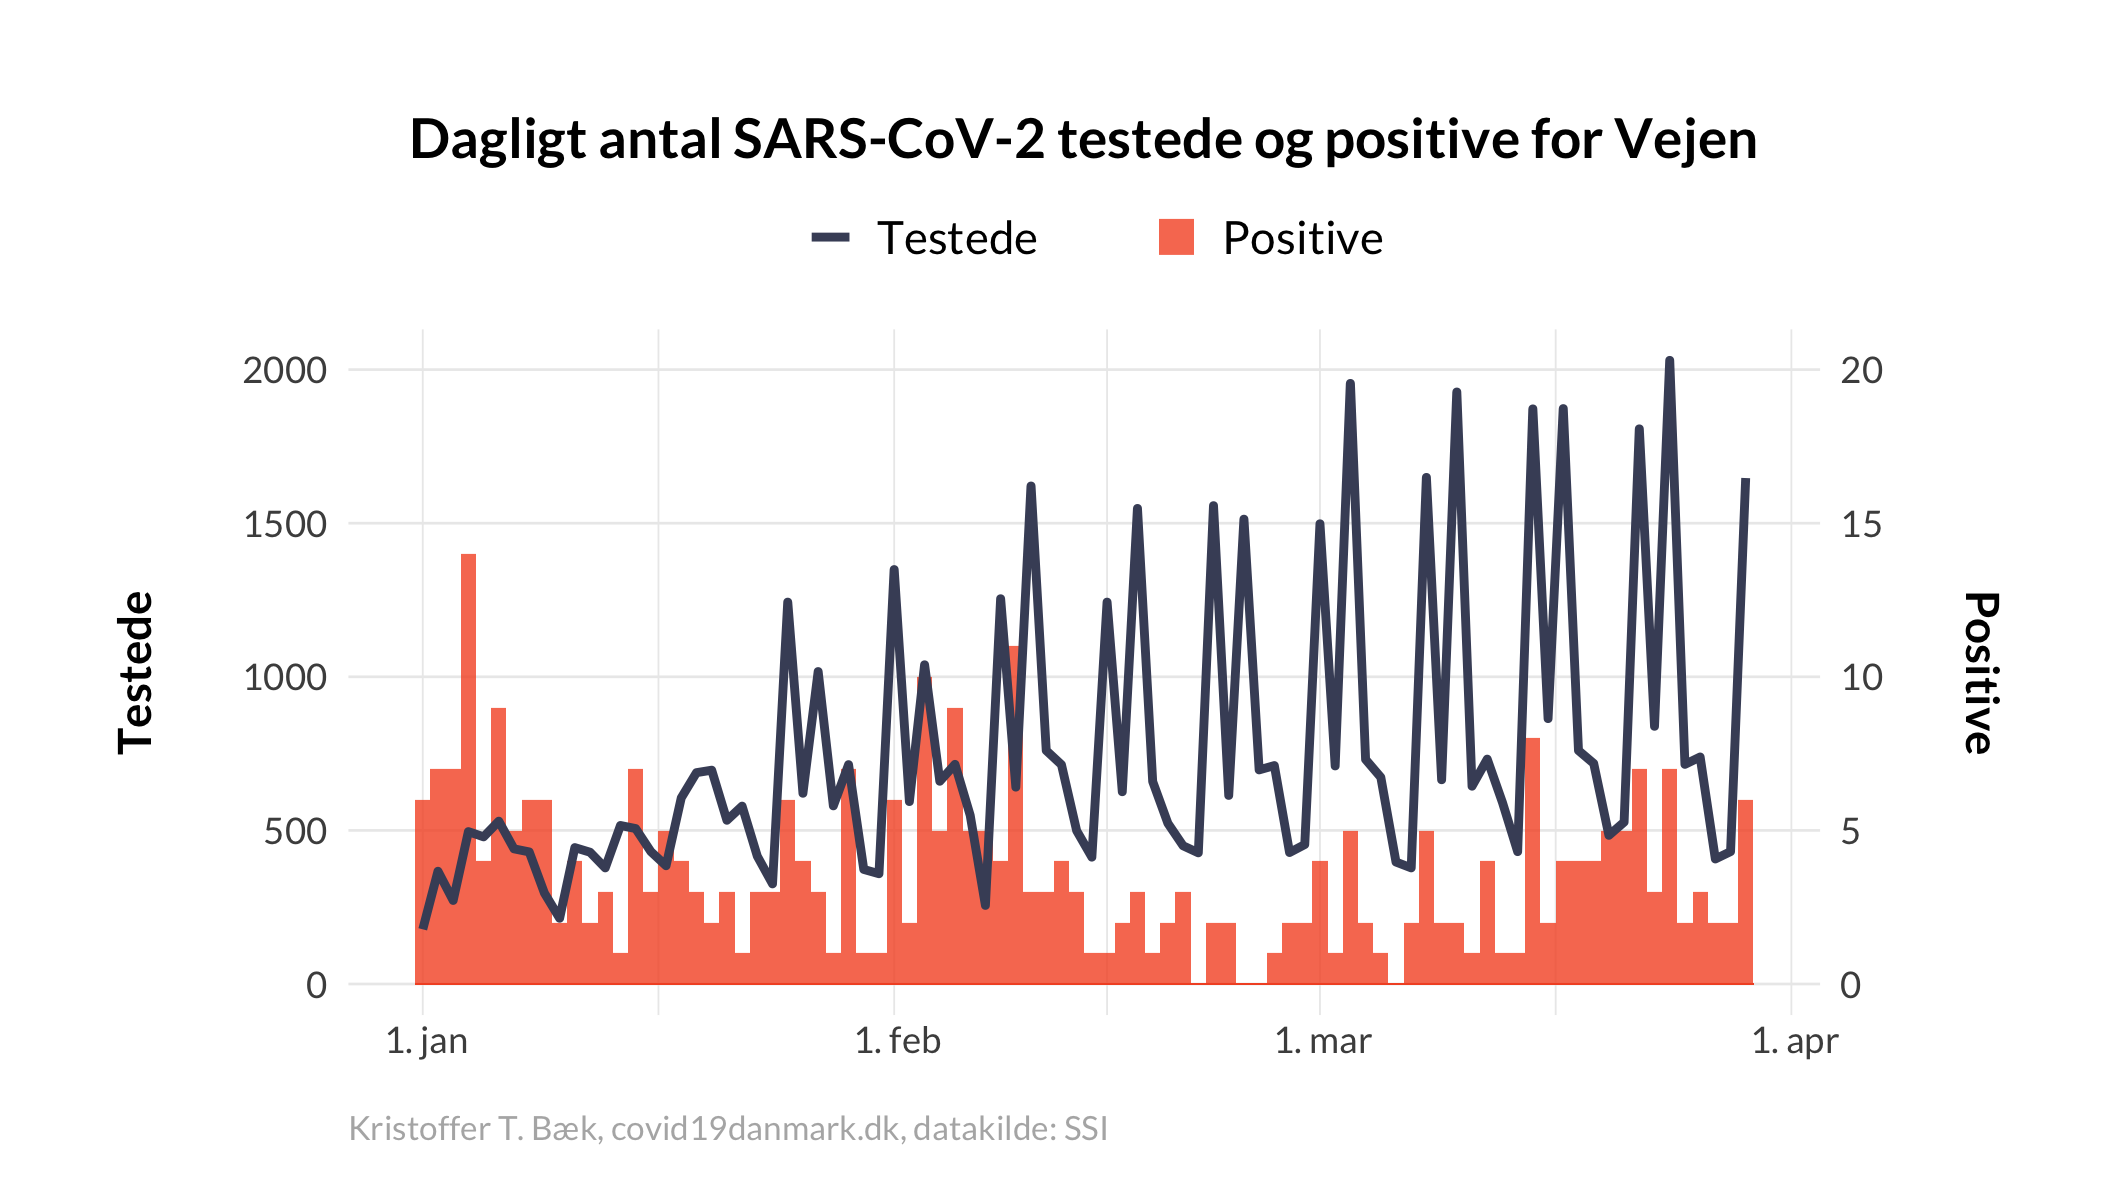 Dagligt antal SARS-CoV-2 testede og positive for Vejen
Testede Positive
2000 20
1500 15
1000 10
500 5
0 0
Testede
Positive
1. jan 1. feb 1. mar 1. apr
Kristoffer T. Bæk, covid19danmark.dk, datakilde: SSI